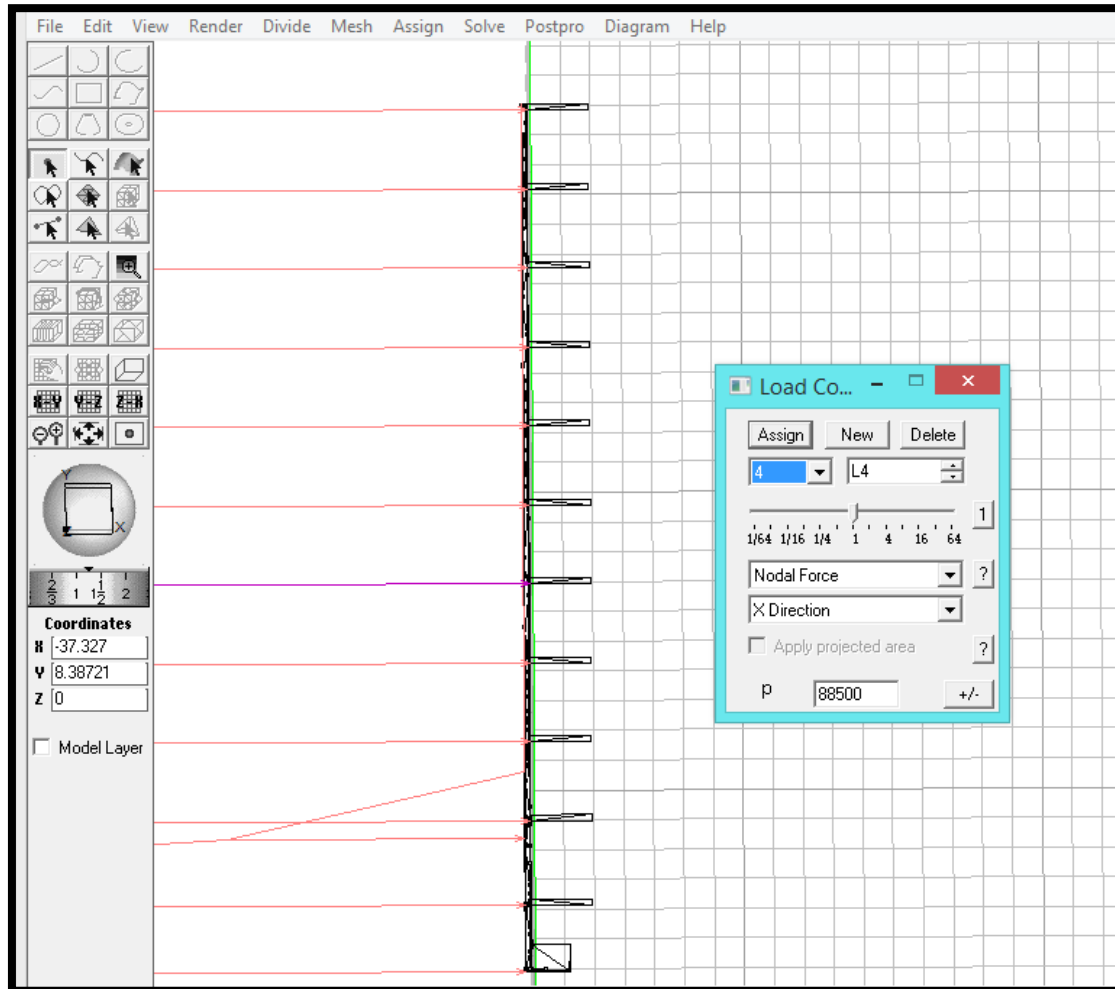 File Edit View Render Divide Mesh Assign Solve Postpro Diagram Help
X-Y Y-Z Z-X
Y
X
2/3 1 1 1/2 2
Coordinates
X -37.327
Y 8.38721
Z 0
Model Layer
Load Co...
Assign New Delete
4 L4
1
1/64 1/16 1/4 1 4 16 64
Nodal Force ?
X Direction
Apply projected area ?
p 88500 +/-